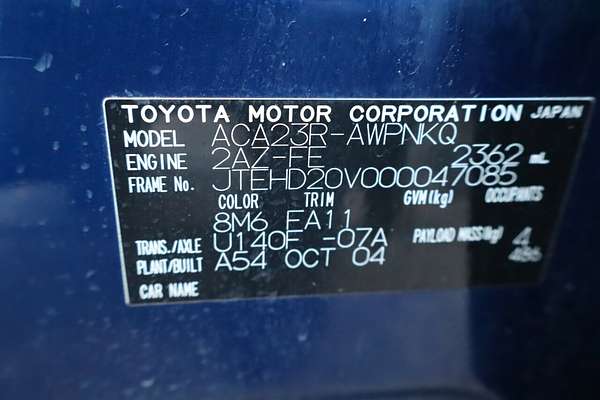 TOYOTA MOTOR CORPORATION JAPAN
MODEL ACA23R-AWPNKQ
ENGINE 2AZ-FE 2362 mL
FRAME No. JTEHD20V000047085
COLOR TRIM GVM(kg) OCCUPANTS
8M6 EA11
TRANS./AXLE U140F -07A PAYLOAD MASS(kg) 4
PLANT/BUILT A54 OCT 04 486
CAR NAME